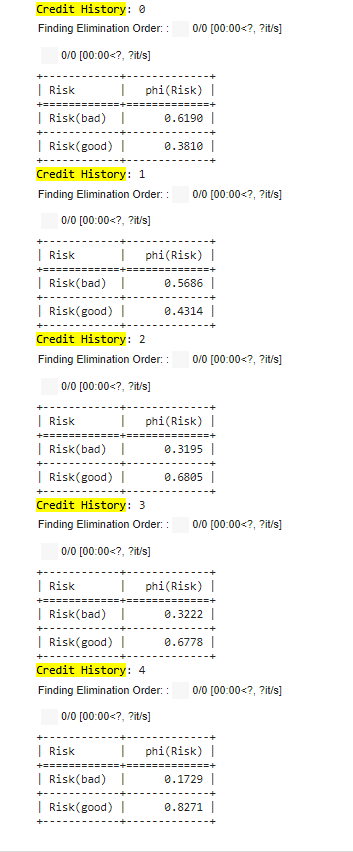 Credit History: 0
Finding Elimination Order: : 0/0 [00:00<?, ?it/s]
0/0 [00:00<?, ?it/s]
+------------+-------------+
| Risk       |   phi(Risk) |
+============+=============+
| Risk(bad)  |      0.6190 |
+------------+-------------+
| Risk(good) |      0.3810 |
+------------+-------------+
Credit History: 1
Finding Elimination Order: : 0/0 [00:00<?, ?it/s]
0/0 [00:00<?, ?it/s]
+------------+-------------+
| Risk       |   phi(Risk) |
+============+=============+
| Risk(bad)  |      0.5686 |
+------------+-------------+
| Risk(good) |      0.4314 |
+------------+-------------+
Credit History: 2
Finding Elimination Order: : 0/0 [00:00<?, ?it/s]
0/0 [00:00<?, ?it/s]
+------------+-------------+
| Risk       |   phi(Risk) |
+============+=============+
| Risk(bad)  |      0.3195 |
+------------+-------------+
| Risk(good) |      0.6805 |
+------------+-------------+
Credit History: 3
Finding Elimination Order: : 0/0 [00:00<?, ?it/s]
0/0 [00:00<?, ?it/s]
+------------+-------------+
| Risk       |   phi(Risk) |
+============+=============+
| Risk(bad)  |      0.3222 |
+------------+-------------+
| Risk(good) |      0.6778 |
+------------+-------------+
Credit History: 4
Finding Elimination Order: : 0/0 [00:00<?, ?it/s]
0/0 [00:00<?, ?it/s]
+------------+-------------+
| Risk       |   phi(Risk) |
+============+=============+
| Risk(bad)  |      0.1729 |
+------------+-------------+
| Risk(good) |      0.8271 |
+------------+-------------+